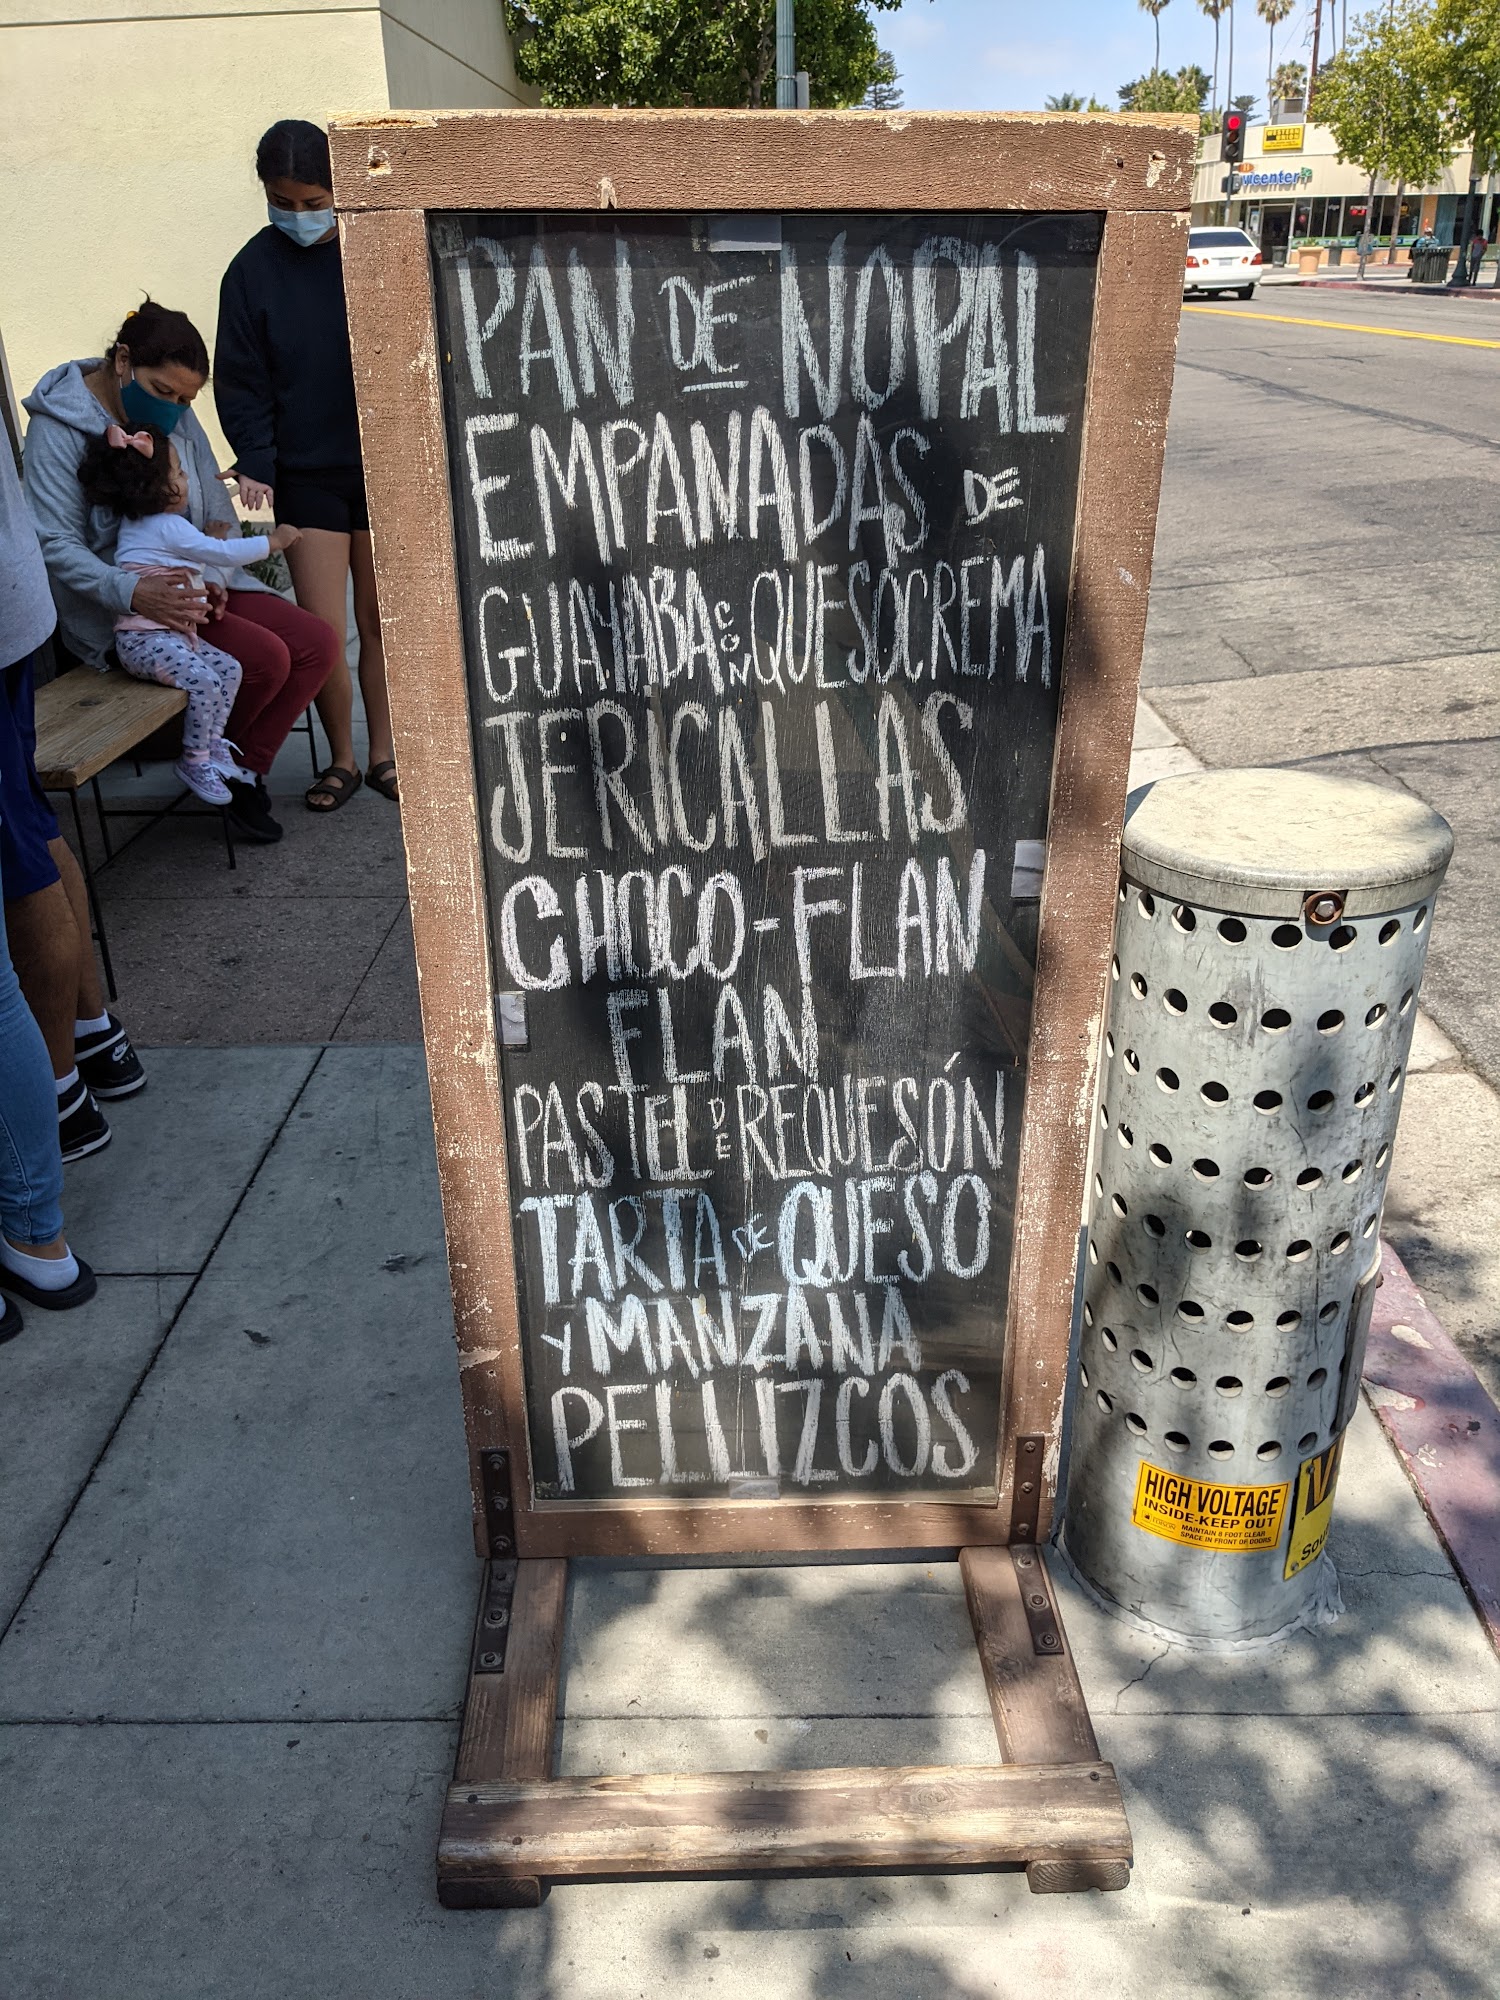 PAN DE NOPAL
EMPANADAS DE
GUAYABA CON QUESOCREMA
JERICALLAS
CHOCO-FLAN
FLAN
PASTEL DE REQUESÓN
TARTA DE QUESO
Y MANZANA
PELLIZCOS
HIGH VOLTAGE
INSIDE-KEEP OUT
MAINTAIN 8 FOOT CLEAR
SPACE IN FRONT OF DOORS